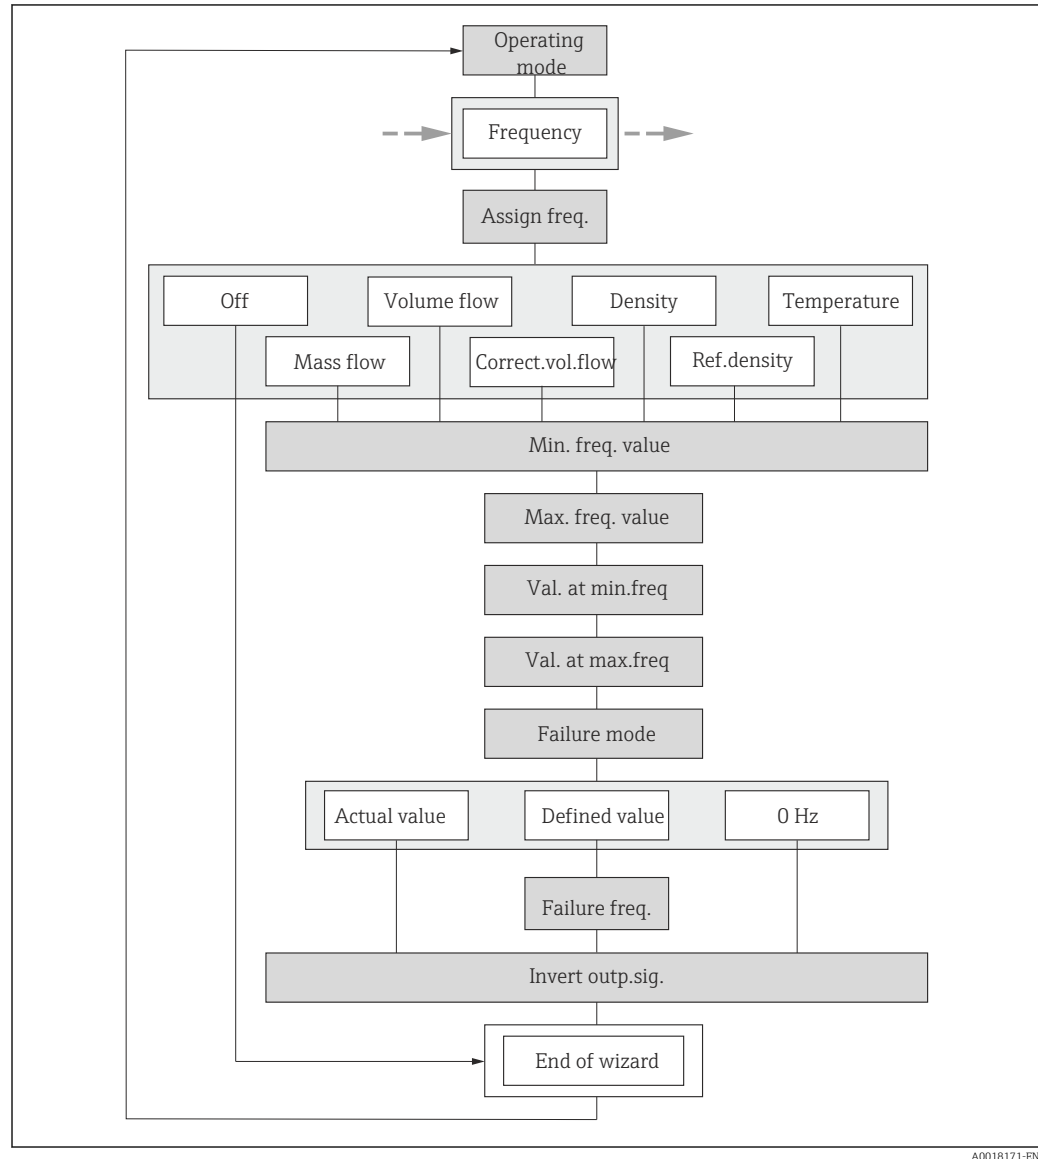 Operating
mode
Frequency
Assign freq.
Off
Volume flow
Density
Temperature
Mass flow
Correct.vol.flow
Ref.density
Min. freq. value
Max. freq. value
Val. at min.freq
Val. at max.freq
Failure mode
Actual value
Defined value
0 Hz
Failure freq.
Invert outp.sig.
End of wizard
A0018171-EN